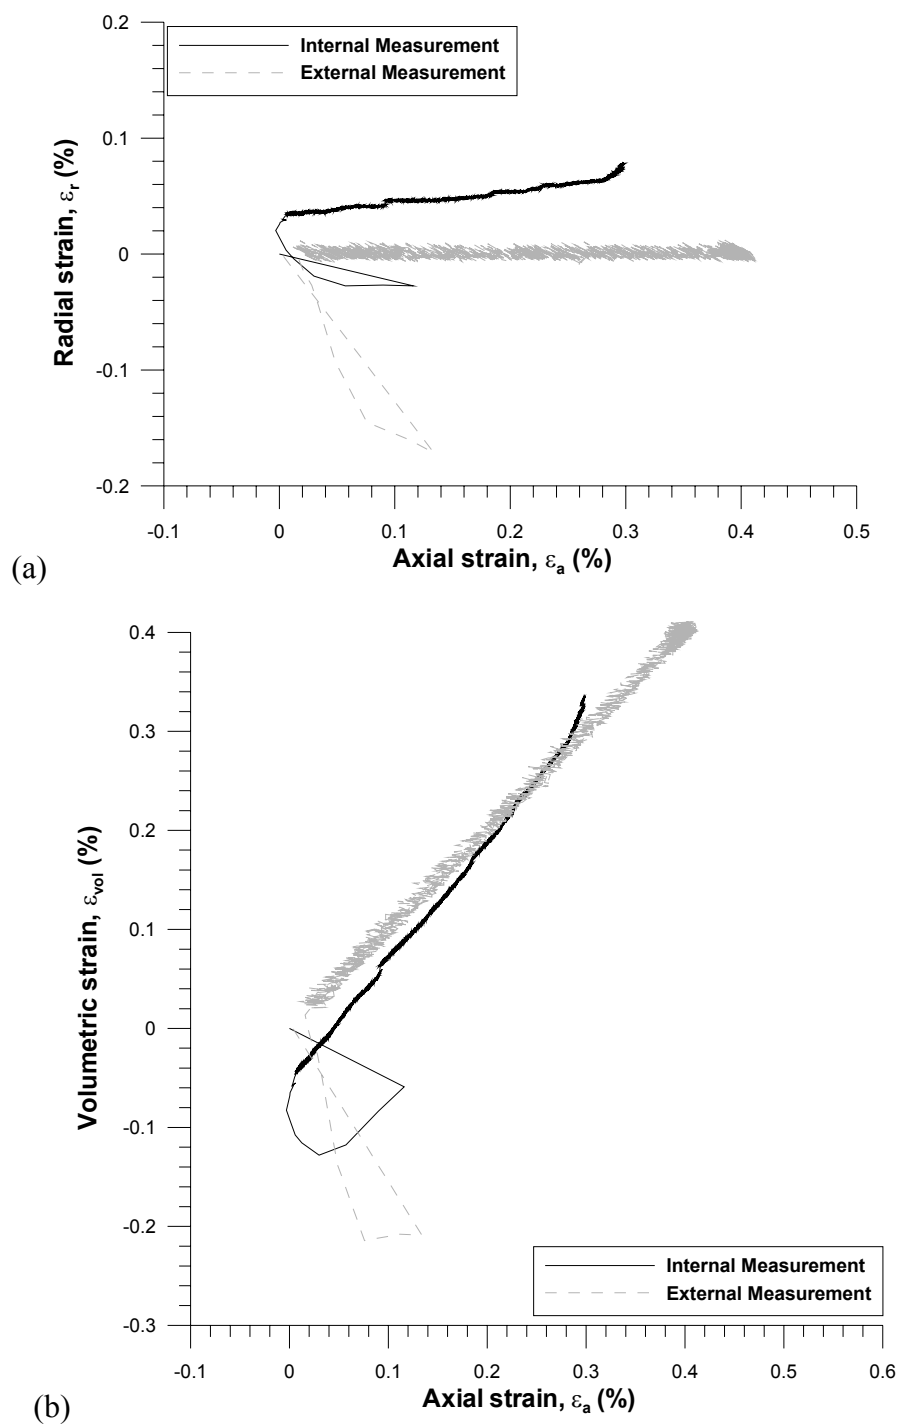 0.2
Internal Measurement
External Measurement
0.1
0
-0.1
-0.2
Radial strain, εr (%)
-0.1 0 0.1 0.2 0.3 0.4 0.5
Axial strain, εa (%)
(a)
0.4
0.3
0.2
0.1
0
-0.1
-0.2
-0.3
Volumetric strain, εvol (%)
Internal Measurement
External Measurement
-0.1 0 0.1 0.2 0.3 0.4 0.5 0.6
Axial strain, εa (%)
(b)